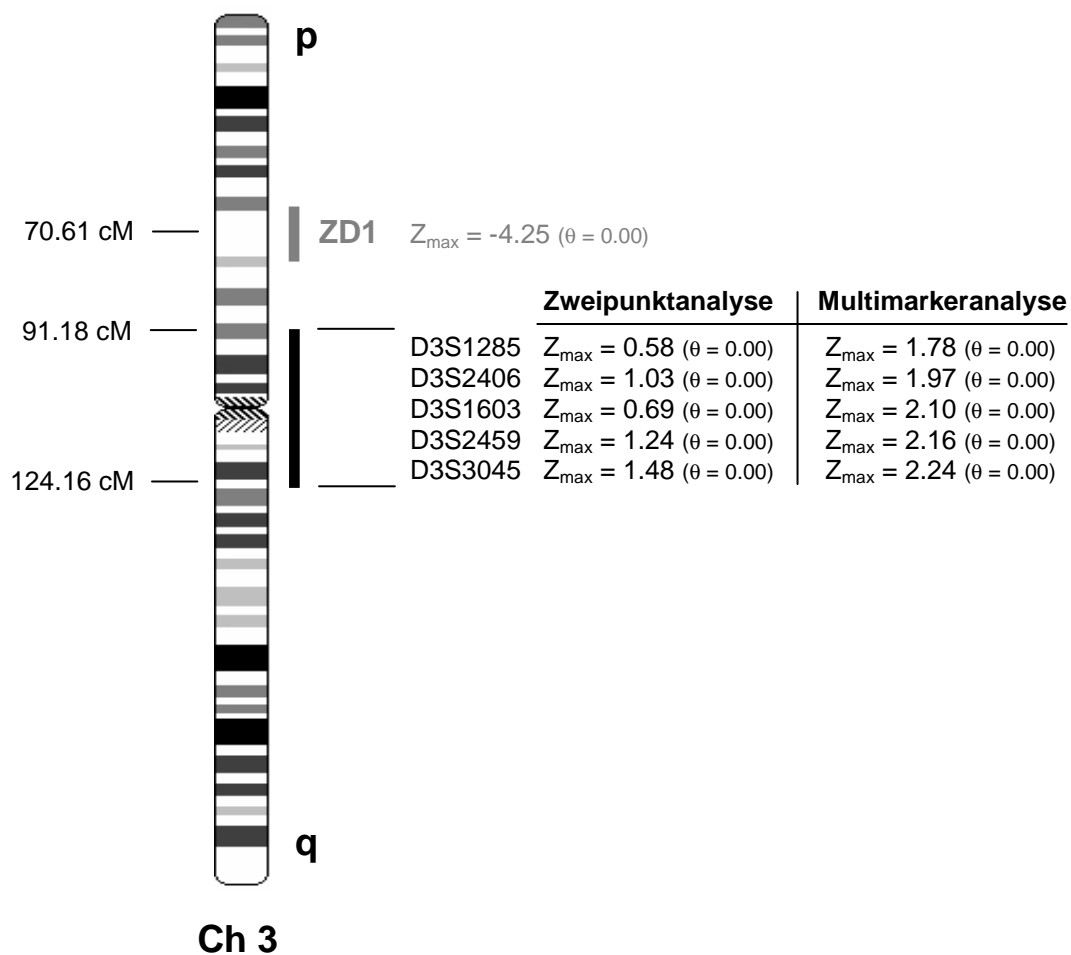 p
70.61 cM
ZD1 Zmax = -4.25 (θ = 0.00)
Zweipunktanalyse Multimarkeranalyse
91.18 cM
D3S1285 Zmax = 0.58 (θ = 0.00) Zmax = 1.78 (θ = 0.00)
D3S2406 Zmax = 1.03 (θ = 0.00) Zmax = 1.97 (θ = 0.00)
D3S1603 Zmax = 0.69 (θ = 0.00) Zmax = 2.10 (θ = 0.00)
D3S2459 Zmax = 1.24 (θ = 0.00) Zmax = 2.16 (θ = 0.00)
D3S3045 Zmax = 1.48 (θ = 0.00) Zmax = 2.24 (θ = 0.00)
124.16 cM
q
Ch 3